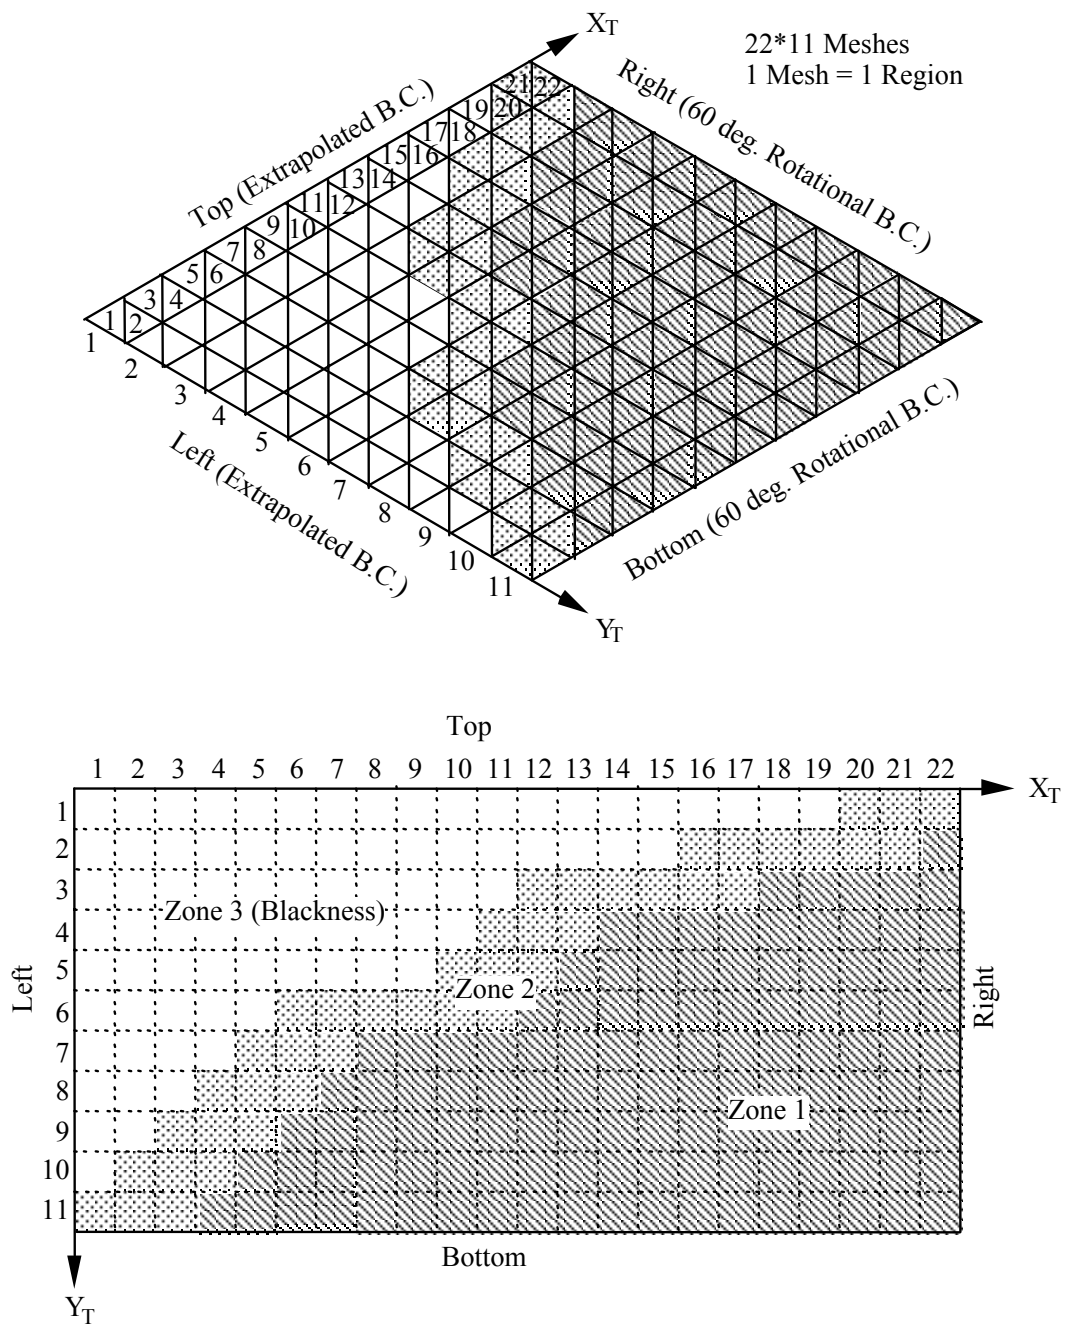 X_T
22*11 Meshes
1 Mesh = 1 Region
Top (Extrapolated B.C.)
Right (60 deg. Rotational B.C.)
21 22
19 20
17 18
15 16
13 14
11 12
9 10
7 8
5 6
3 4
1 2
1
2
3
4
5
6
7
8
9
10
11
Left (Extrapolated B.C.)
Bottom (60 deg. Rotational B.C.)
Y_T
Top
1 2 3 4 5 6 7 8 9 10 11 12 13 14 15 16 17 18 19 20 21 22
X_T
1
2
3
Zone 3 (Blackness)
4
5
Left
Zone 2
Right
6
7
8
Zone 1
9
10
11
Bottom
Y_T